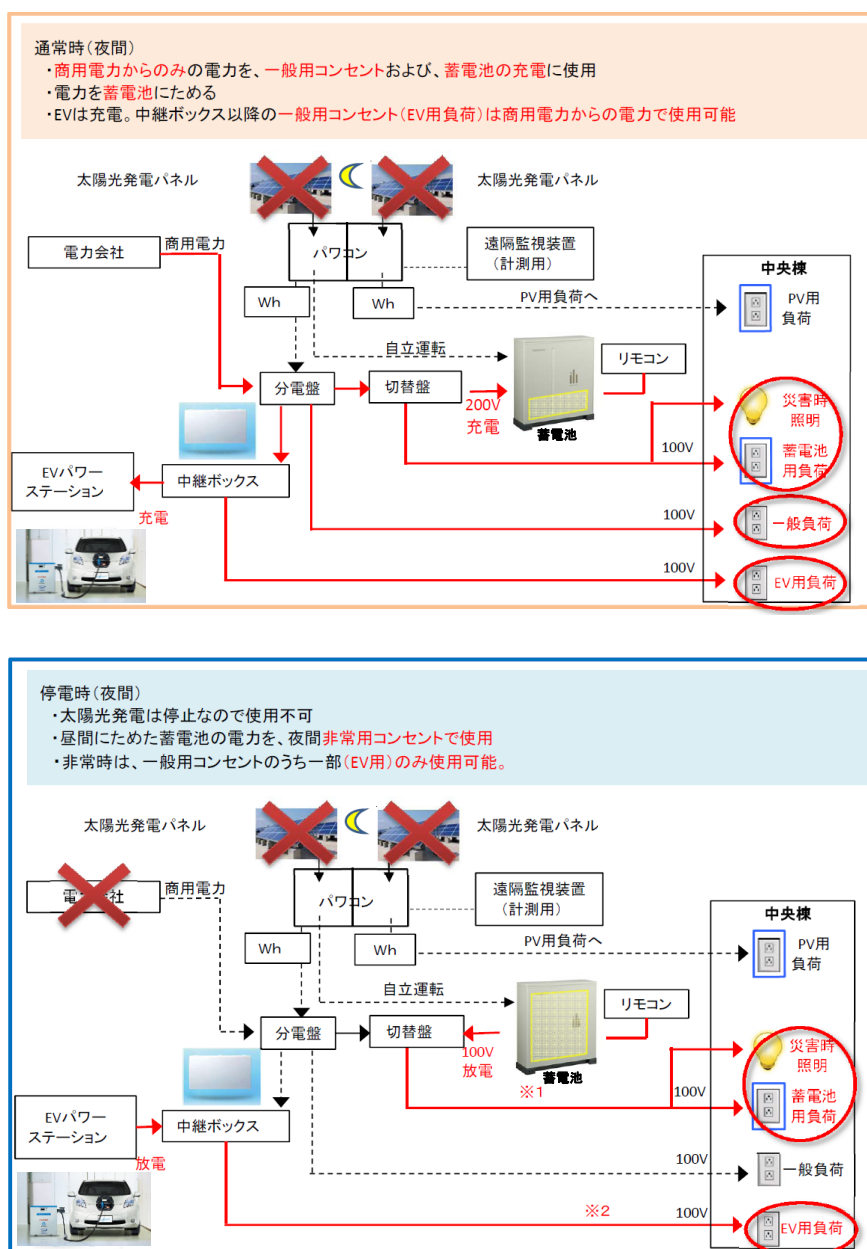 通常時(夜間)
・商用電力からのみの電力を、一般用コンセントおよび、蓄電池の充電に使用
・電力を蓄電池にためる
・EVは充電。中継ボックス以降の一般用コンセント(EV用負荷)は商用電力からの電力で使用可能
太陽光発電パネル
太陽光発電パネル
電力会社
商用電力
パワコン
遠隔監視装置
(計測用)
中央棟
Wh
Wh
PV用負荷へ
PV用
負荷
自立運転
リモコン
分電盤
切替盤
200V
充電
蓄電池
災害時
照明
100V
蓄電池
用負荷
EVパワー
ステーション
充電
中継ボックス
100V
一般負荷
100V
EV用負荷
停電時(夜間)
・太陽光発電は停止なので使用不可
・昼間にためた蓄電池の電力を、夜間非常用コンセントで使用
・非常時は、一般用コンセントのうち一部(EV用)のみ使用可能。
太陽光発電パネル
太陽光発電パネル
電力会社
商用電力
パワコン
遠隔監視装置
(計測用)
中央棟
Wh
Wh
PV用負荷へ
PV用
負荷
自立運転
リモコン
分電盤
切替盤
100V
放電
蓄電池
災害時
照明
※1
100V
蓄電池
用負荷
EVパワー
ステーション
放電
中継ボックス
100V
一般負荷
※2
100V
EV用負荷